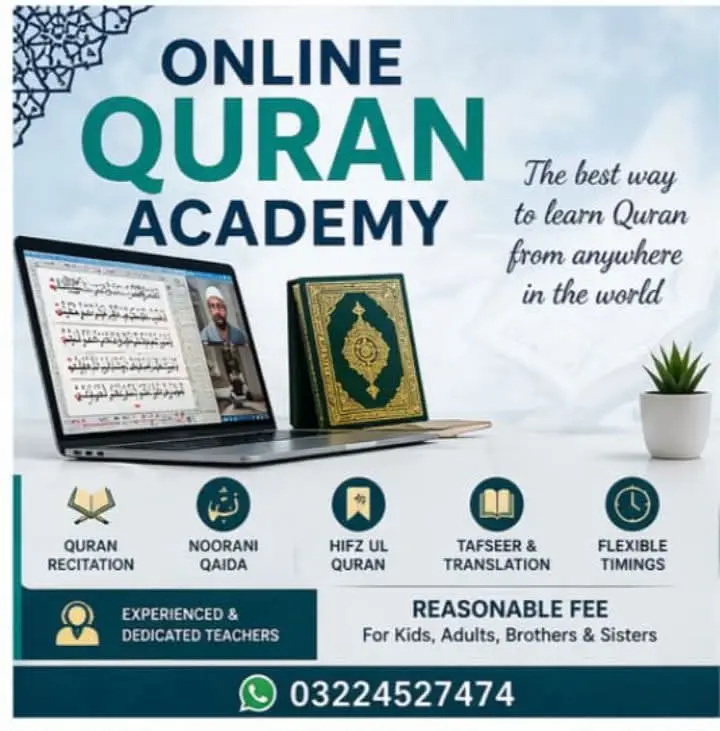 ONLINE
QURAN
ACADEMY
The best way
to learn Quran
from anywhere
in the world
QURAN
RECITATION
NOORANI
QAIDA
HIFZ UL
QURAN
TAFSEER &
TRANSLATION
FLEXIBLE
TIMINGS
EXPERIENCED &
DEDICATED TEACHERS
REASONABLE FEE
For Kids, Adults, Brothers & Sisters
03224527474